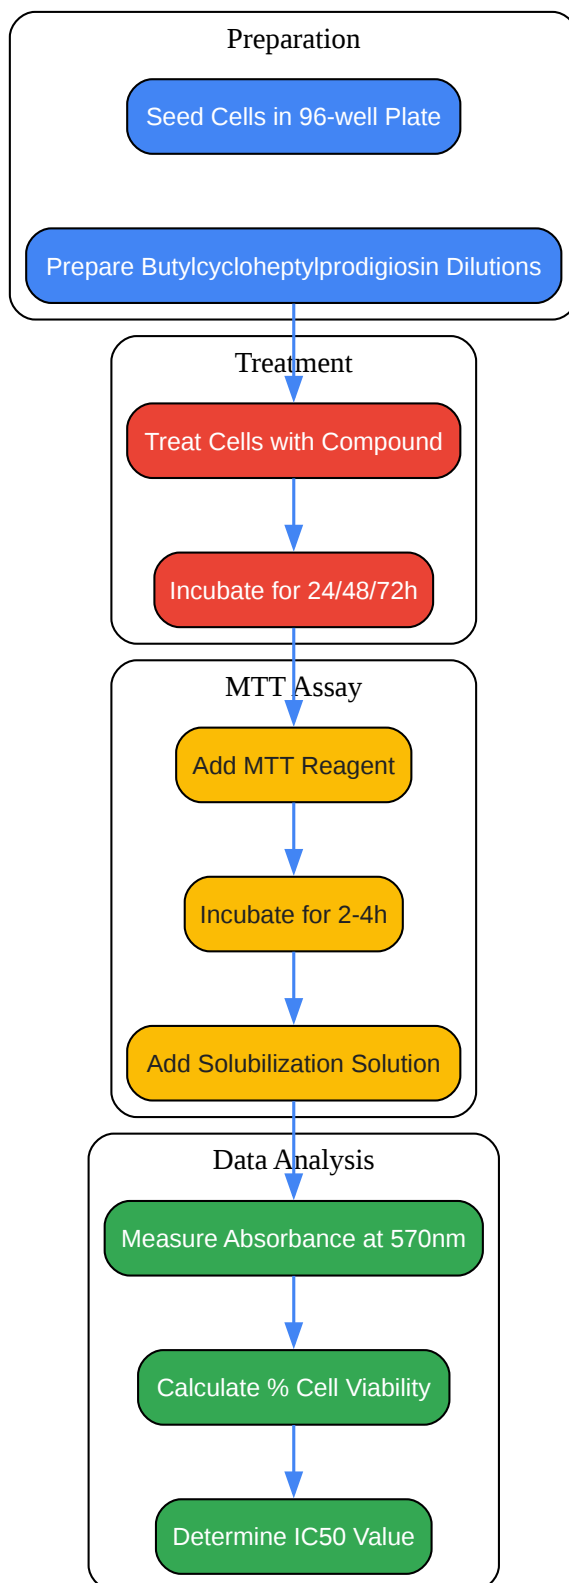 Preparation
Seed Cells in 96-well Plate
Prepare Butylcycloheptylprodigiosin Dilutions
Treatment
Treat Cells with Compound
Incubate for 24/48/72h
MTT Assay
Add MTT Reagent
Incubate for 2-4h
Add Solubilization Solution
Data Analysis
Measure Absorbance at 570nm
Calculate % Cell Viability
Determine IC50 Value